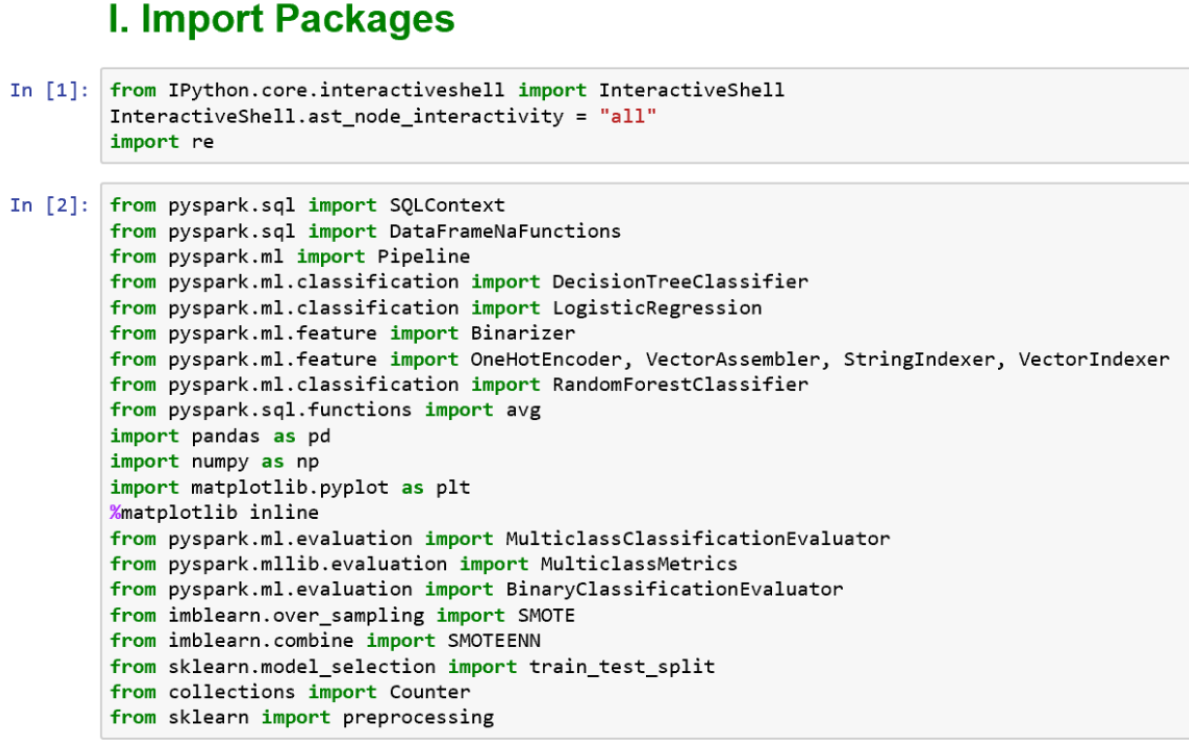 I. Import Packages
In [1]: from IPython.core.interactiveshell import InteractiveShell
InteractiveShell.ast_node_interactivity = "all"
import re
In [2]: from pyspark.sql import SQLContext
from pyspark.sql import DataFrameNaFunctions
from pyspark.ml import Pipeline
from pyspark.ml.classification import DecisionTreeClassifier
from pyspark.ml.classification import LogisticRegression
from pyspark.ml.feature import Binarizer
from pyspark.ml.feature import OneHotEncoder, VectorAssembler, StringIndexer, VectorIndexer
from pyspark.ml.classification import RandomForestClassifier
from pyspark.sql.functions import avg
import pandas as pd
import numpy as np
import matplotlib.pyplot as plt
%matplotlib inline
from pyspark.ml.evaluation import MulticlassClassificationEvaluator
from pyspark.mllib.evaluation import MulticlassMetrics
from pyspark.ml.evaluation import BinaryClassificationEvaluator
from imblearn.over_sampling import SMOTE
from imblearn.combine import SMOTEENN
from sklearn.model_selection import train_test_split
from collections import Counter
from sklearn import preprocessing